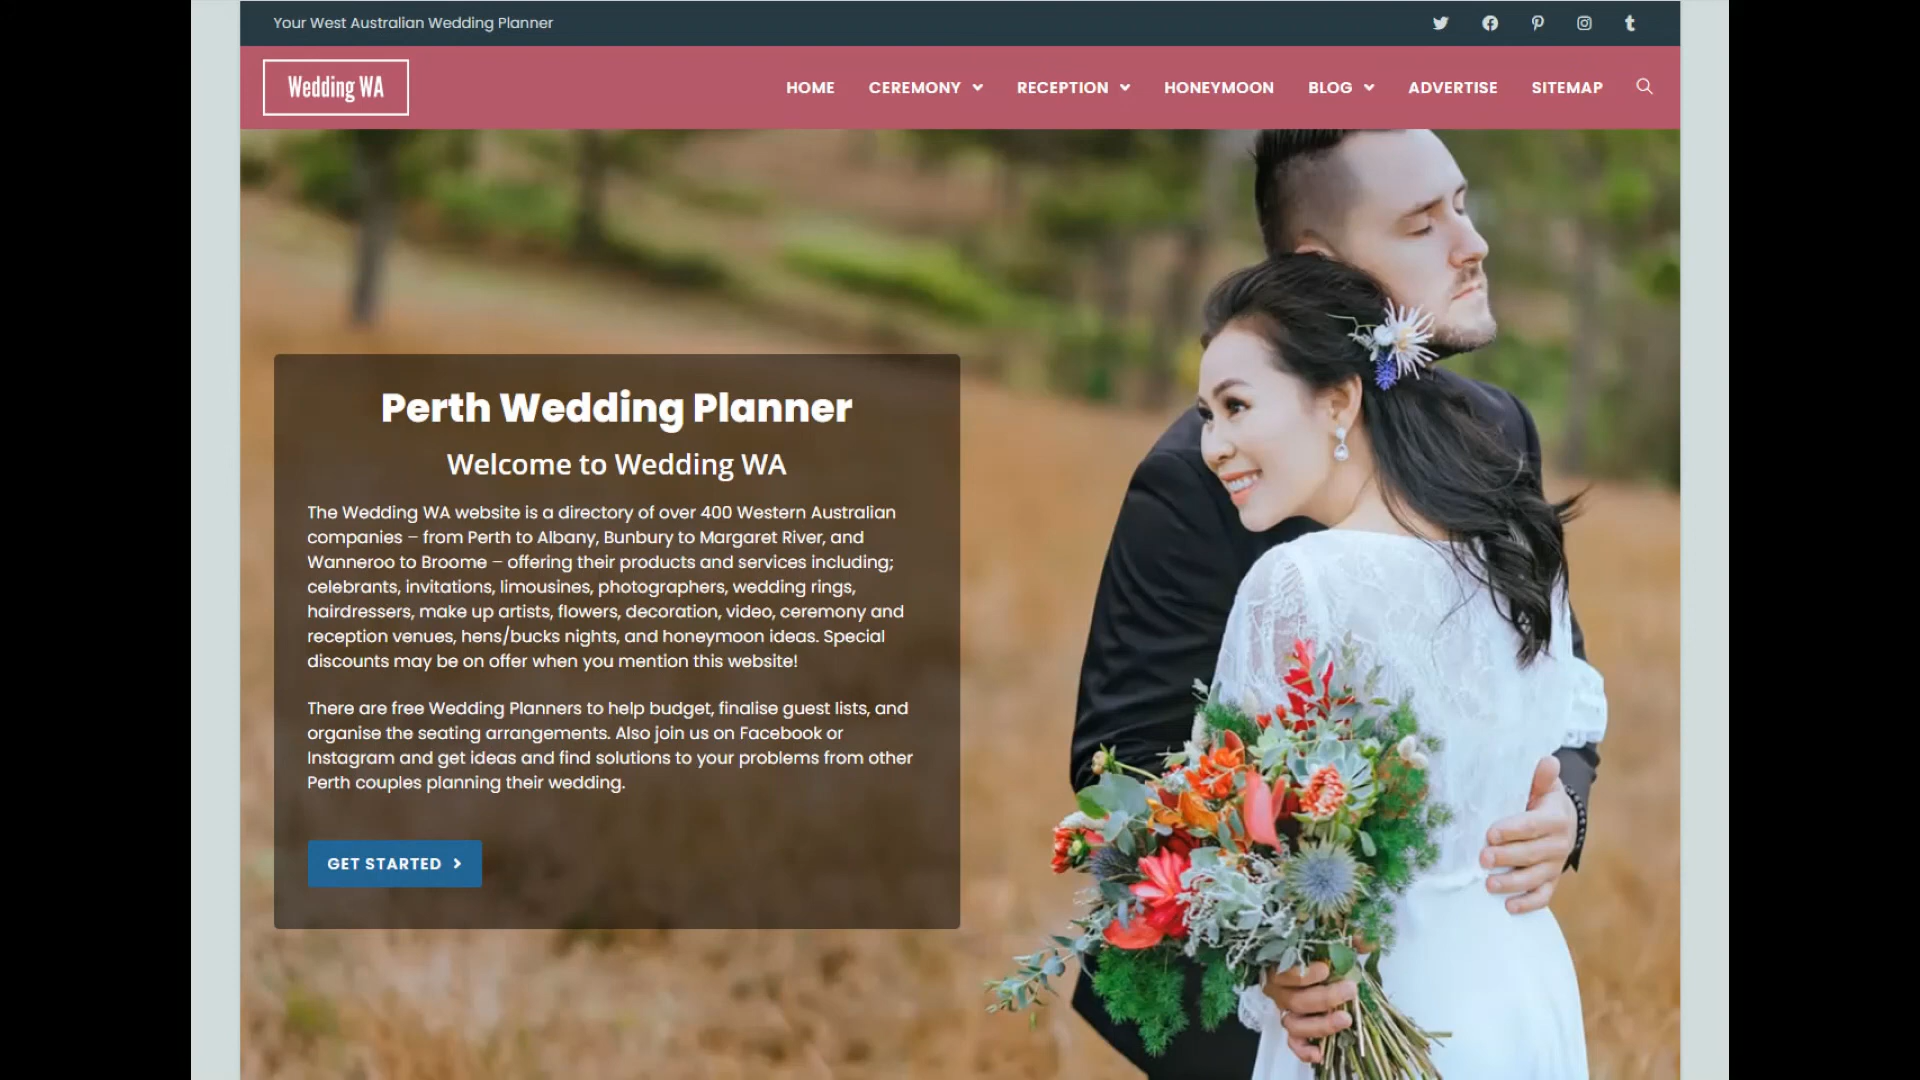 Your West Australian Wedding Planner
Wedding WA
HOME CEREMONY RECEPTION HONEYMOON BLOG ADVERTISE SITEMAP
Perth Wedding Planner
Welcome to Wedding WA
The Wedding WA website is a directory of over 400 Western Australian
companies – from Perth to Albany, Bunbury to Margaret River, and
Wanneroo to Broome – offering their products and services including;
celebrants, invitations, limousines, photographers, wedding rings,
hairdressers, make up artists, flowers, decoration, video, ceremony and
reception venues, hens/bucks nights, and honeymoon ideas. Special
discounts may be on offer when you mention this website!
There are free Wedding Planners to help budget, finalise guest lists, and
organise the seating arrangements. Also join us on Facebook or
Instagram and get ideas and find solutions to your problems from other
Perth couples planning their wedding.
GET STARTED